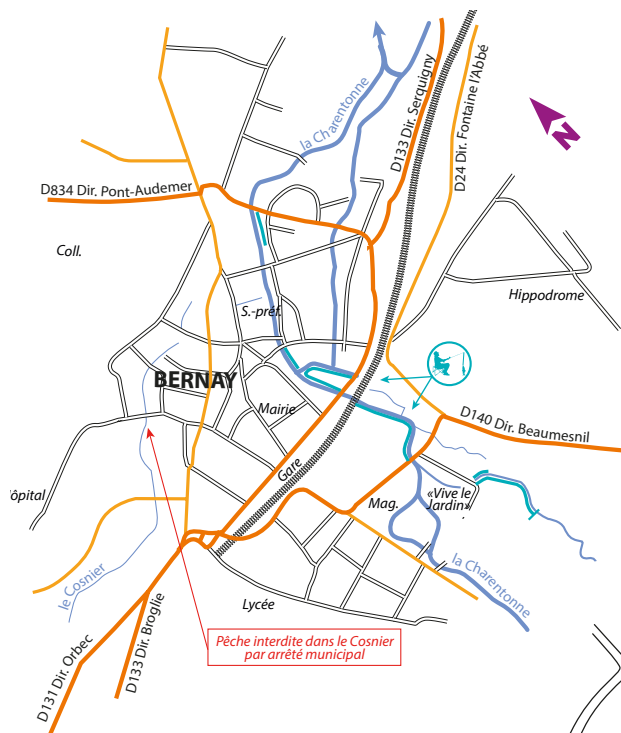 la Charentonne
D133 Dir. Serquigny
D24 Dir. Fontaine l'Abbé
N
D834 Dir. Pont-Audemer
Coll.
Hippodrome
S.-préf.
BERNAY
Mairie
D140 Dir. Beaumesnil
Gare
ôpital
Mag.
«Vive le
Jardin»
le Cosnier
la Charentonne
Lycée
Pêche interdite dans le Cosnier
par arrêté municipal
D131 Dir. Orbec
D133 Dir. Broglie